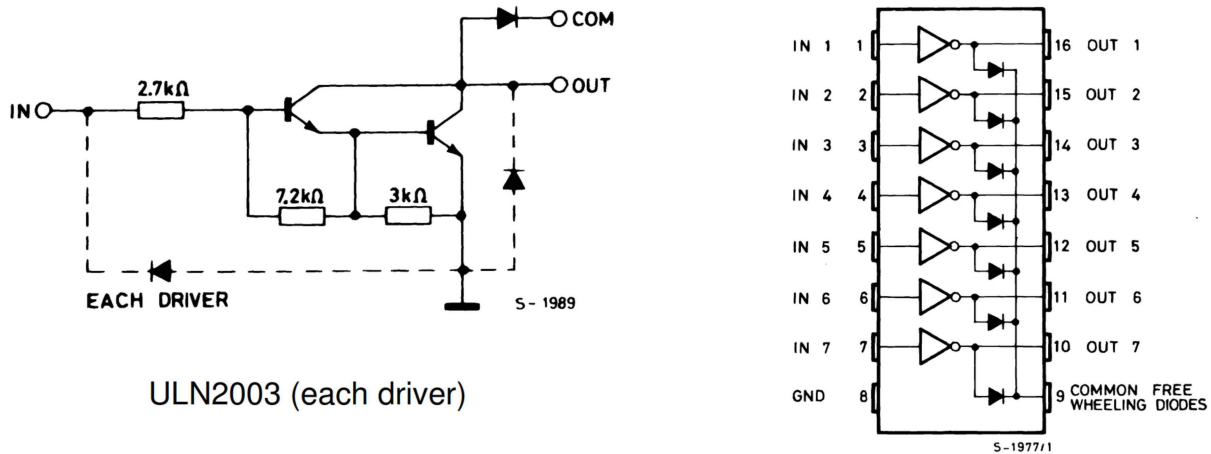 COM
OUT
2.7kΩ
IN
7.2kΩ
3kΩ
EACH DRIVER
S- 1989
ULN2003 (each driver)
IN 1 1 16 OUT 1
IN 2 2 15 OUT 2
IN 3 3 14 OUT 3
IN 4 4 13 OUT 4
IN 5 5 12 OUT 5
IN 6 6 11 OUT 6
IN 7 7 10 OUT 7
GND 8 9 COMMON FREE
WHEELING DIODES
S-1977/1